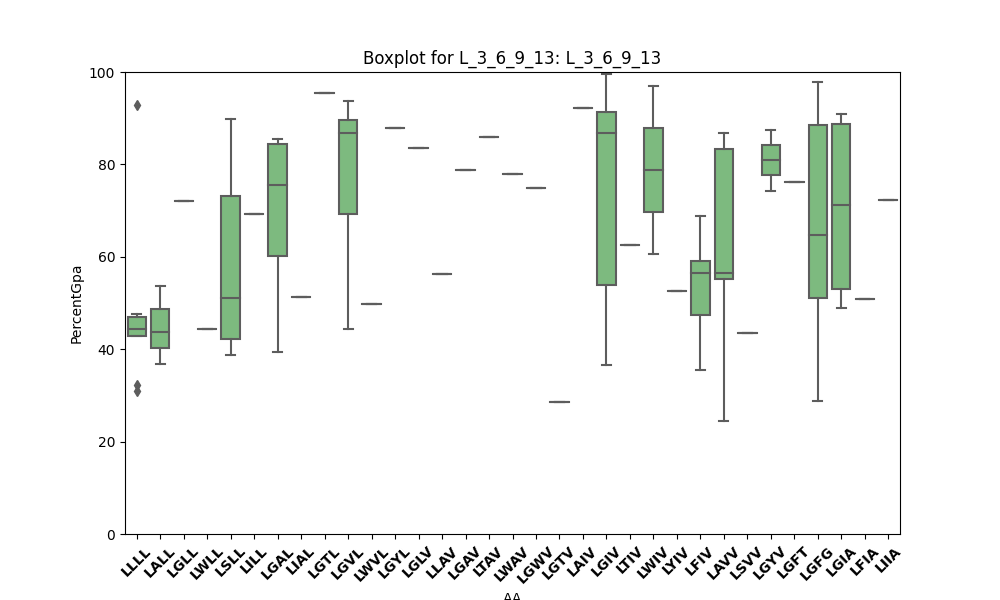 Boxplot for L_3_6_9_13: L_3_6_9_13
PercentGpa
100
80
60
40
20
0
LLLL LALL LGLL LWLL LSLL LILL LGAL LIAL LGTL LGVL LWVL LGYL LGLV LLAV LGAV LTAV LWAV LGWV LGTV LAIV LGIV LTIV LWIV LYIV LFIV LAVV LSVV LGYV LGFT LGFG LGIA LFIA LIIA
AA